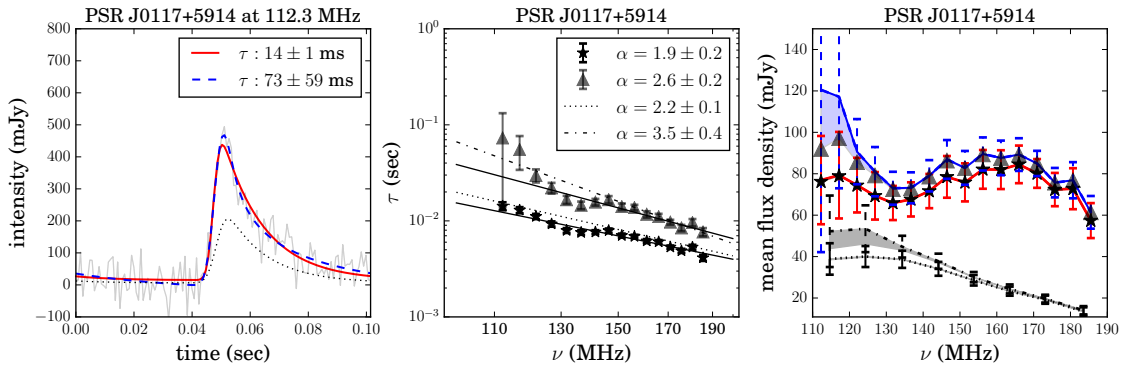 PSR J0117+5914 at 112.3 MHz
τ : 14 ± 1 ms
τ : 73 ± 59 ms
800
700
600
500
400
300
200
100
0
−100
intensity (mJy)
0.00 0.02 0.04 0.06 0.08 0.10
time (sec)
PSR J0117+5914
α = 1.9 ± 0.2
α = 2.6 ± 0.2
α = 2.2 ± 0.1
α = 3.5 ± 0.4
10⁰
10⁻¹
10⁻²
10⁻³
τ (sec)
110 130 150 170 190
ν (MHz)
PSR J0117+5914
140
120
100
80
60
40
20
mean flux density (mJy)
110 120 130 140 150 160 170 180 190
ν (MHz)